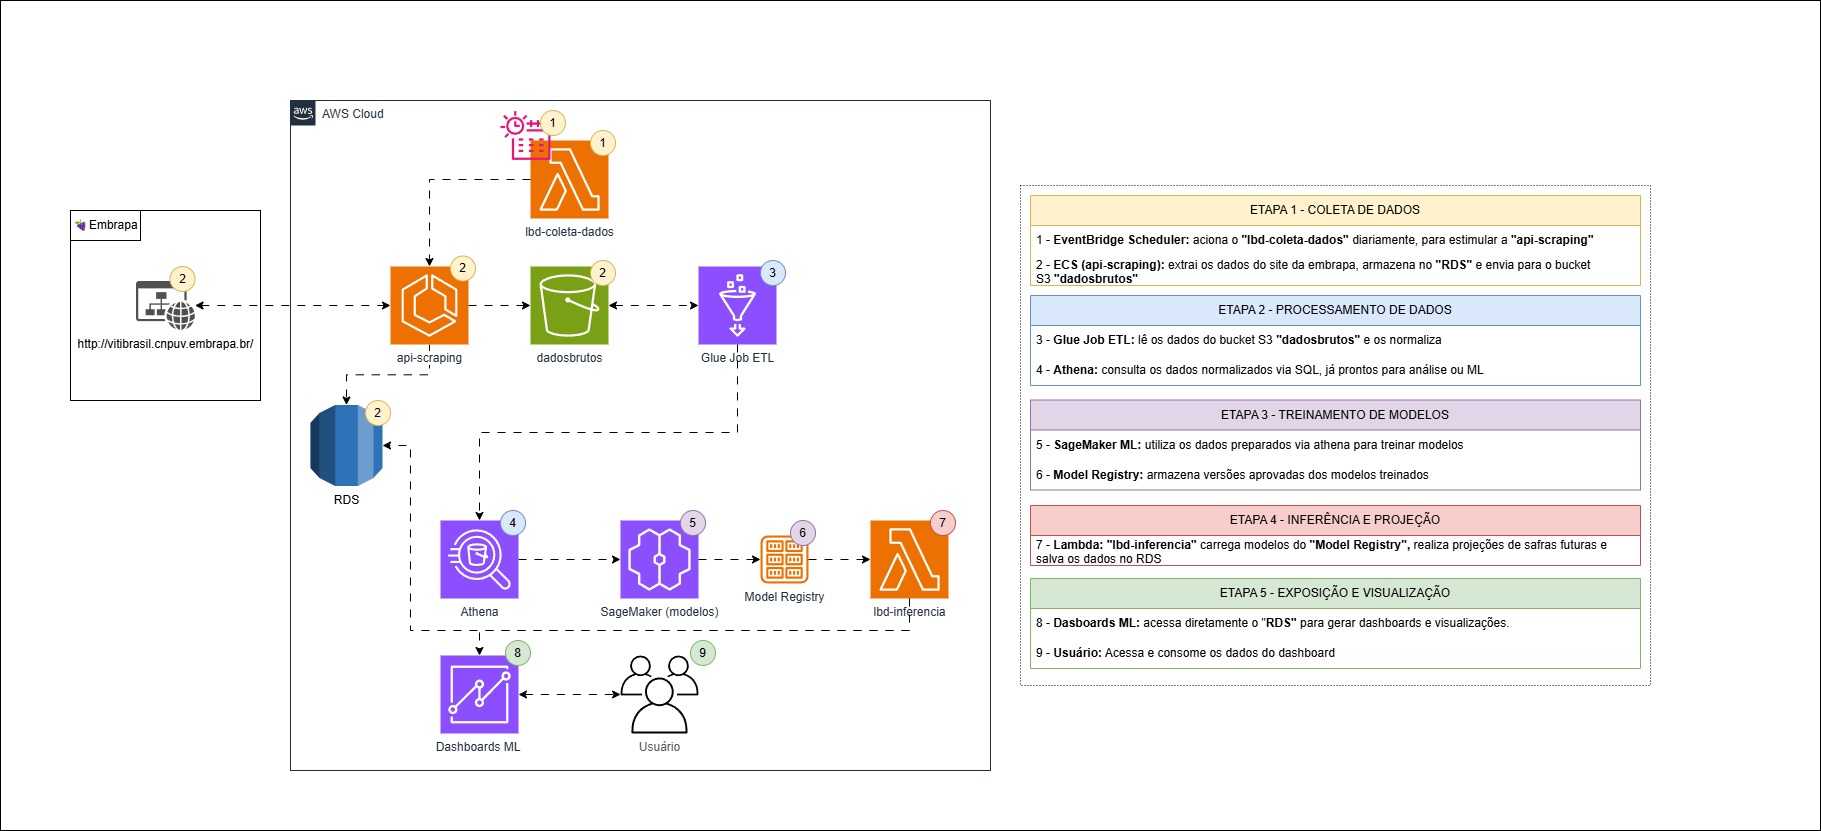 aws
AWS Cloud
1
1
lbd-coleta-dados
Embrapa
2
http://vitibrasil.cnpuv.embrapa.br/
2
api-scraping
2
dadosbrutos
3
Glue Job ETL
2
RDS
4
Athena
5
SageMaker (modelos)
6
Model Registry
7
lbd-inferencia
8
Dashboards ML
9
Usuário
ETAPA 1 - COLETA DE DADOS
1 - EventBridge Scheduler: aciona o "lbd-coleta-dados" diariamente, para estimular a "api-scraping"
2 - ECS (api-scraping): extrai os dados do site da embrapa, armazena no "RDS" e envia para o bucket
S3 "dadosbrutos"
ETAPA 2 - PROCESSAMENTO DE DADOS
3 - Glue Job ETL: lê os dados do bucket S3 "dadosbrutos" e os normaliza
4 - Athena: consulta os dados normalizados via SQL, já prontos para análise ou ML
ETAPA 3 - TREINAMENTO DE MODELOS
5 - SageMaker ML: utiliza os dados preparados via athena para treinar modelos
6 - Model Registry: armazena versões aprovadas dos modelos treinados
ETAPA 4 - INFERÊNCIA E PROJEÇÃO
7 - Lambda: "lbd-inferencia" carrega modelos do "Model Registry", realiza projeções de safras futuras e
salva os dados no RDS
ETAPA 5 - EXPOSIÇÃO E VISUALIZAÇÃO
8 - Dasboards ML: acessa diretamente o "RDS" para gerar dashboards e visualizações.
9 - Usuário: Acessa e consome os dados do dashboard